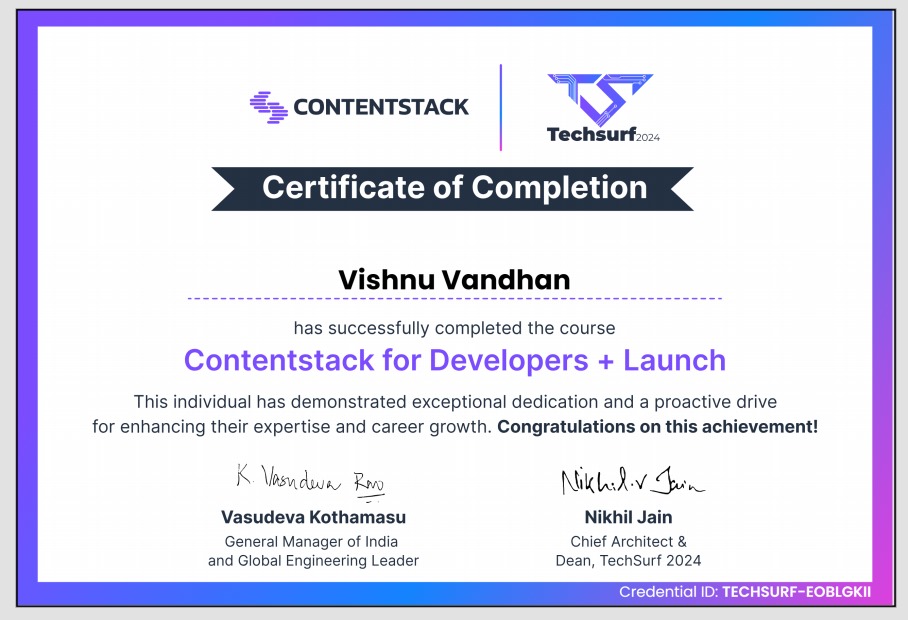 CONTENTSTACK
Techsurf2024
Certificate of Completion
Vishnu Vandhan
has successfully completed the course
Contentstack for Developers + Launch
This individual has demonstrated exceptional dedication and a proactive drive
for enhancing their expertise and career growth. Congratulations on this achievement!
K. Vasudeva Rao
Nikhil.v Jain
Vasudeva Kothamasu
General Manager of India
and Global Engineering Leader
Nikhil Jain
Chief Architect &
Dean, TechSurf 2024
Credential ID: TECHSURF-EOBLGKII